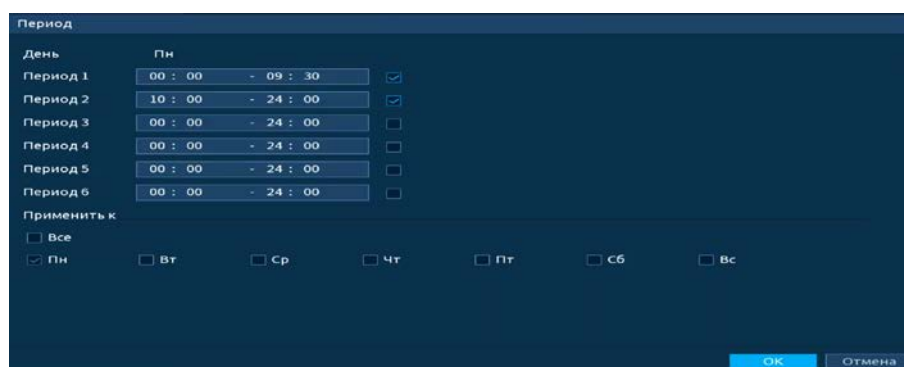 Период
День Пн
Период 1 00 : 00 - 09 : 30
Период 2 10 : 00 - 24 : 00
Период 3 00 : 00 - 24 : 00
Период 4 00 : 00 - 24 : 00
Период 5 00 : 00 - 24 : 00
Период 6 00 : 00 - 24 : 00
Применить к
Все
Пн Вт Ср Чт Пт Сб Вс
OK Отмена